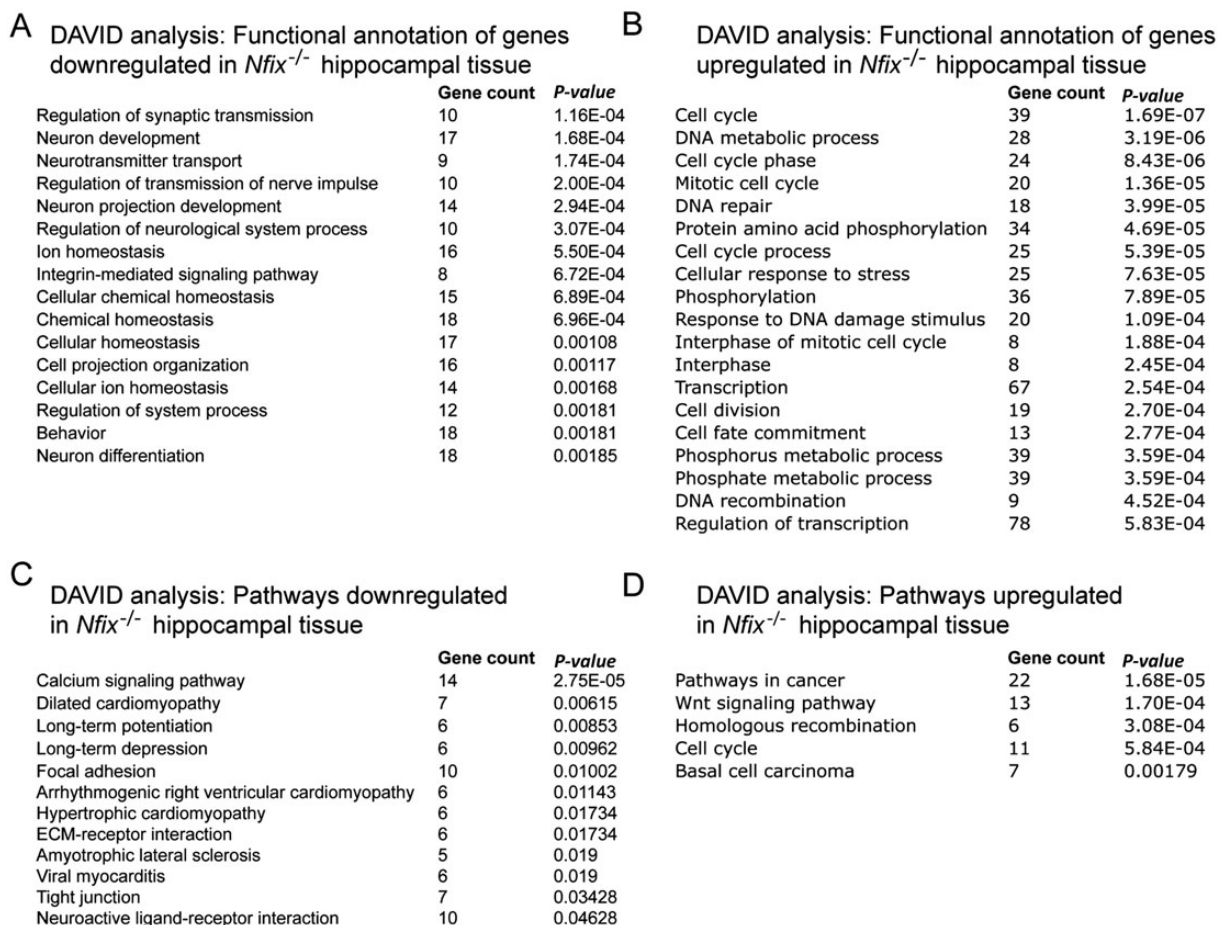 A DAVID analysis: Functional annotation of genes
downregulated in Nfix-/- hippocampal tissue
Gene count P-value
Regulation of synaptic transmission 10 1.16E-04
Neuron development 17 1.68E-04
Neurotransmitter transport 9 1.74E-04
Regulation of transmission of nerve impulse 10 2.00E-04
Neuron projection development 14 2.94E-04
Regulation of neurological system process 10 3.07E-04
Ion homeostasis 16 5.50E-04
Integrin-mediated signaling pathway 8 6.72E-04
Cellular chemical homeostasis 15 6.89E-04
Chemical homeostasis 18 6.96E-04
Cellular homeostasis 17 0.00108
Cell projection organization 16 0.00117
Cellular ion homeostasis 14 0.00168
Regulation of system process 12 0.00181
Behavior 18 0.00181
Neuron differentiation 18 0.00185
B DAVID analysis: Functional annotation of genes
upregulated in Nfix-/- hippocampal tissue
Gene count P-value
Cell cycle 39 1.69E-07
DNA metabolic process 28 3.19E-06
Cell cycle phase 24 8.43E-06
Mitotic cell cycle 20 1.36E-05
DNA repair 18 3.99E-05
Protein amino acid phosphorylation 34 4.69E-05
Cell cycle process 25 5.39E-05
Cellular response to stress 25 7.63E-05
Phosphorylation 36 7.89E-05
Response to DNA damage stimulus 20 1.09E-04
Interphase of mitotic cell cycle 8 1.88E-04
Interphase 8 2.45E-04
Transcription 67 2.54E-04
Cell division 19 2.70E-04
Cell fate commitment 13 2.77E-04
Phosphorus metabolic process 39 3.59E-04
Phosphate metabolic process 39 3.59E-04
DNA recombination 9 4.52E-04
Regulation of transcription 78 5.83E-04
C DAVID analysis: Pathways downregulated
in Nfix-/- hippocampal tissue
Gene count P-value
Calcium signaling pathway 14 2.75E-05
Dilated cardiomyopathy 7 0.00615
Long-term potentiation 6 0.00853
Long-term depression 6 0.00962
Focal adhesion 10 0.01002
Arrhythmogenic right ventricular cardiomyopathy 6 0.01143
Hypertrophic cardiomyopathy 6 0.01734
ECM-receptor interaction 6 0.01734
Amyotrophic lateral sclerosis 5 0.019
Viral myocarditis 6 0.019
Tight junction 7 0.03428
Neuroactive ligand-receptor interaction 10 0.04628
D DAVID analysis: Pathways upregulated
in Nfix-/- hippocampal tissue
Gene count P-value
Pathways in cancer 22 1.68E-05
Wnt signaling pathway 13 1.70E-04
Homologous recombination 6 3.08E-04
Cell cycle 11 5.84E-04
Basal cell carcinoma 7 0.00179